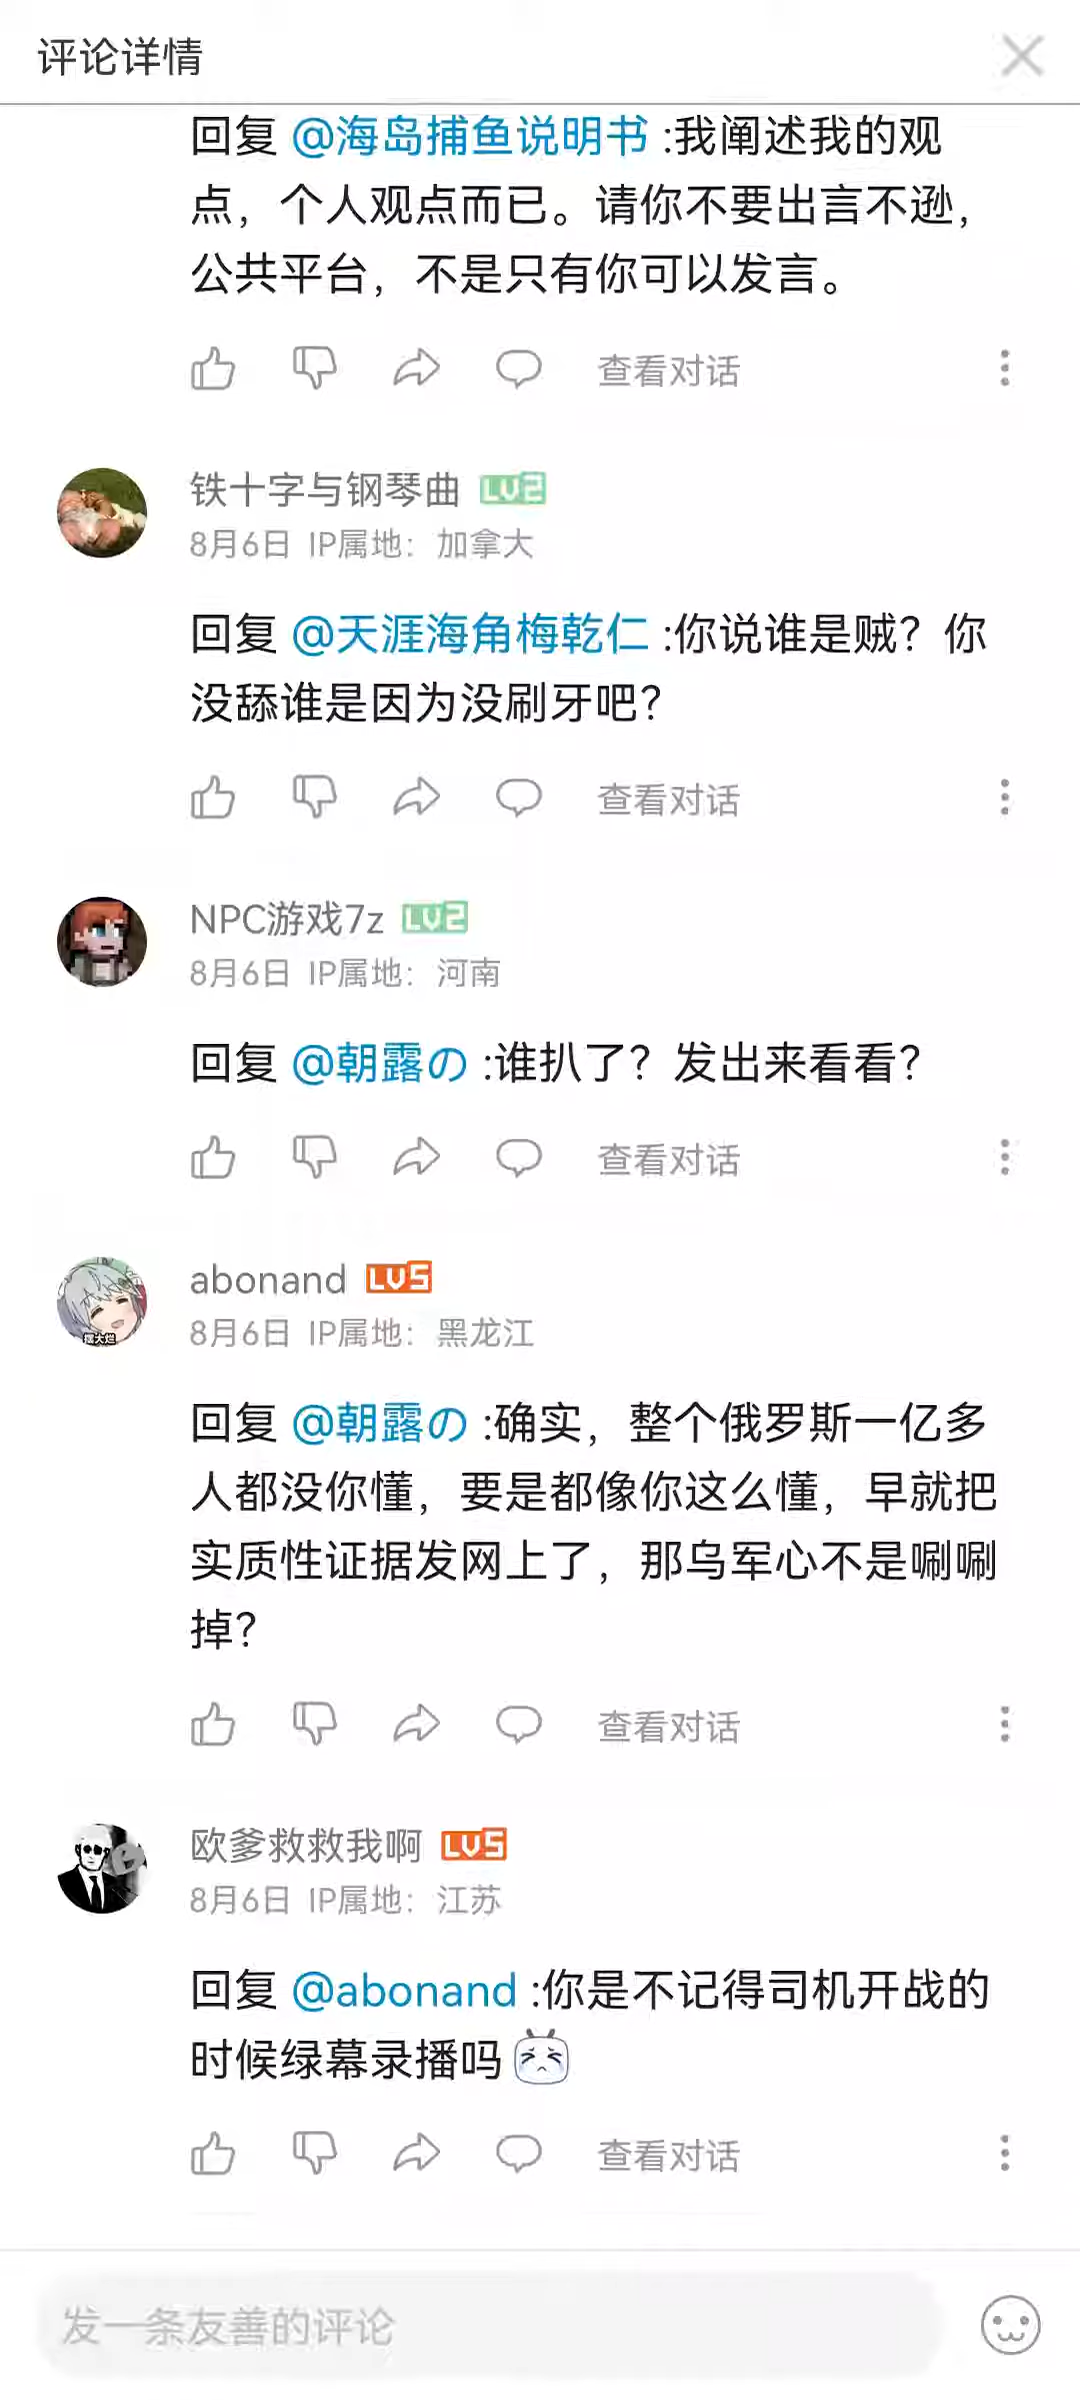 评论详情
回复 @海岛捕鱼说明书 :我阐述我的观
点，个人观点而已。请你不要出言不逊，
公共平台，不是只有你可以发言。
查看对话
铁十字与钢琴曲 LV2
8月6日 IP属地：加拿大
回复 @天涯海角梅乾仁 :你说谁是贼？你
没舔谁是因为没刷牙吧？
查看对话
NPC游戏7z LV2
8月6日 IP属地：河南
回复 @朝露の :谁扒了？发出来看看？
查看对话
abonand LV5
8月6日 IP属地：黑龙江
回复 @朝露の :确实，整个俄罗斯一亿多
人都没你懂，要是都像你这么懂，早就把
实质性证据发网上了，那乌军心不是唰唰
掉？
查看对话
欧爹救救我啊 LV5
8月6日 IP属地：江苏
回复 @abonand :你是不记得司机开战的
时候绿幕录播吗
查看对话
发一条友善的评论